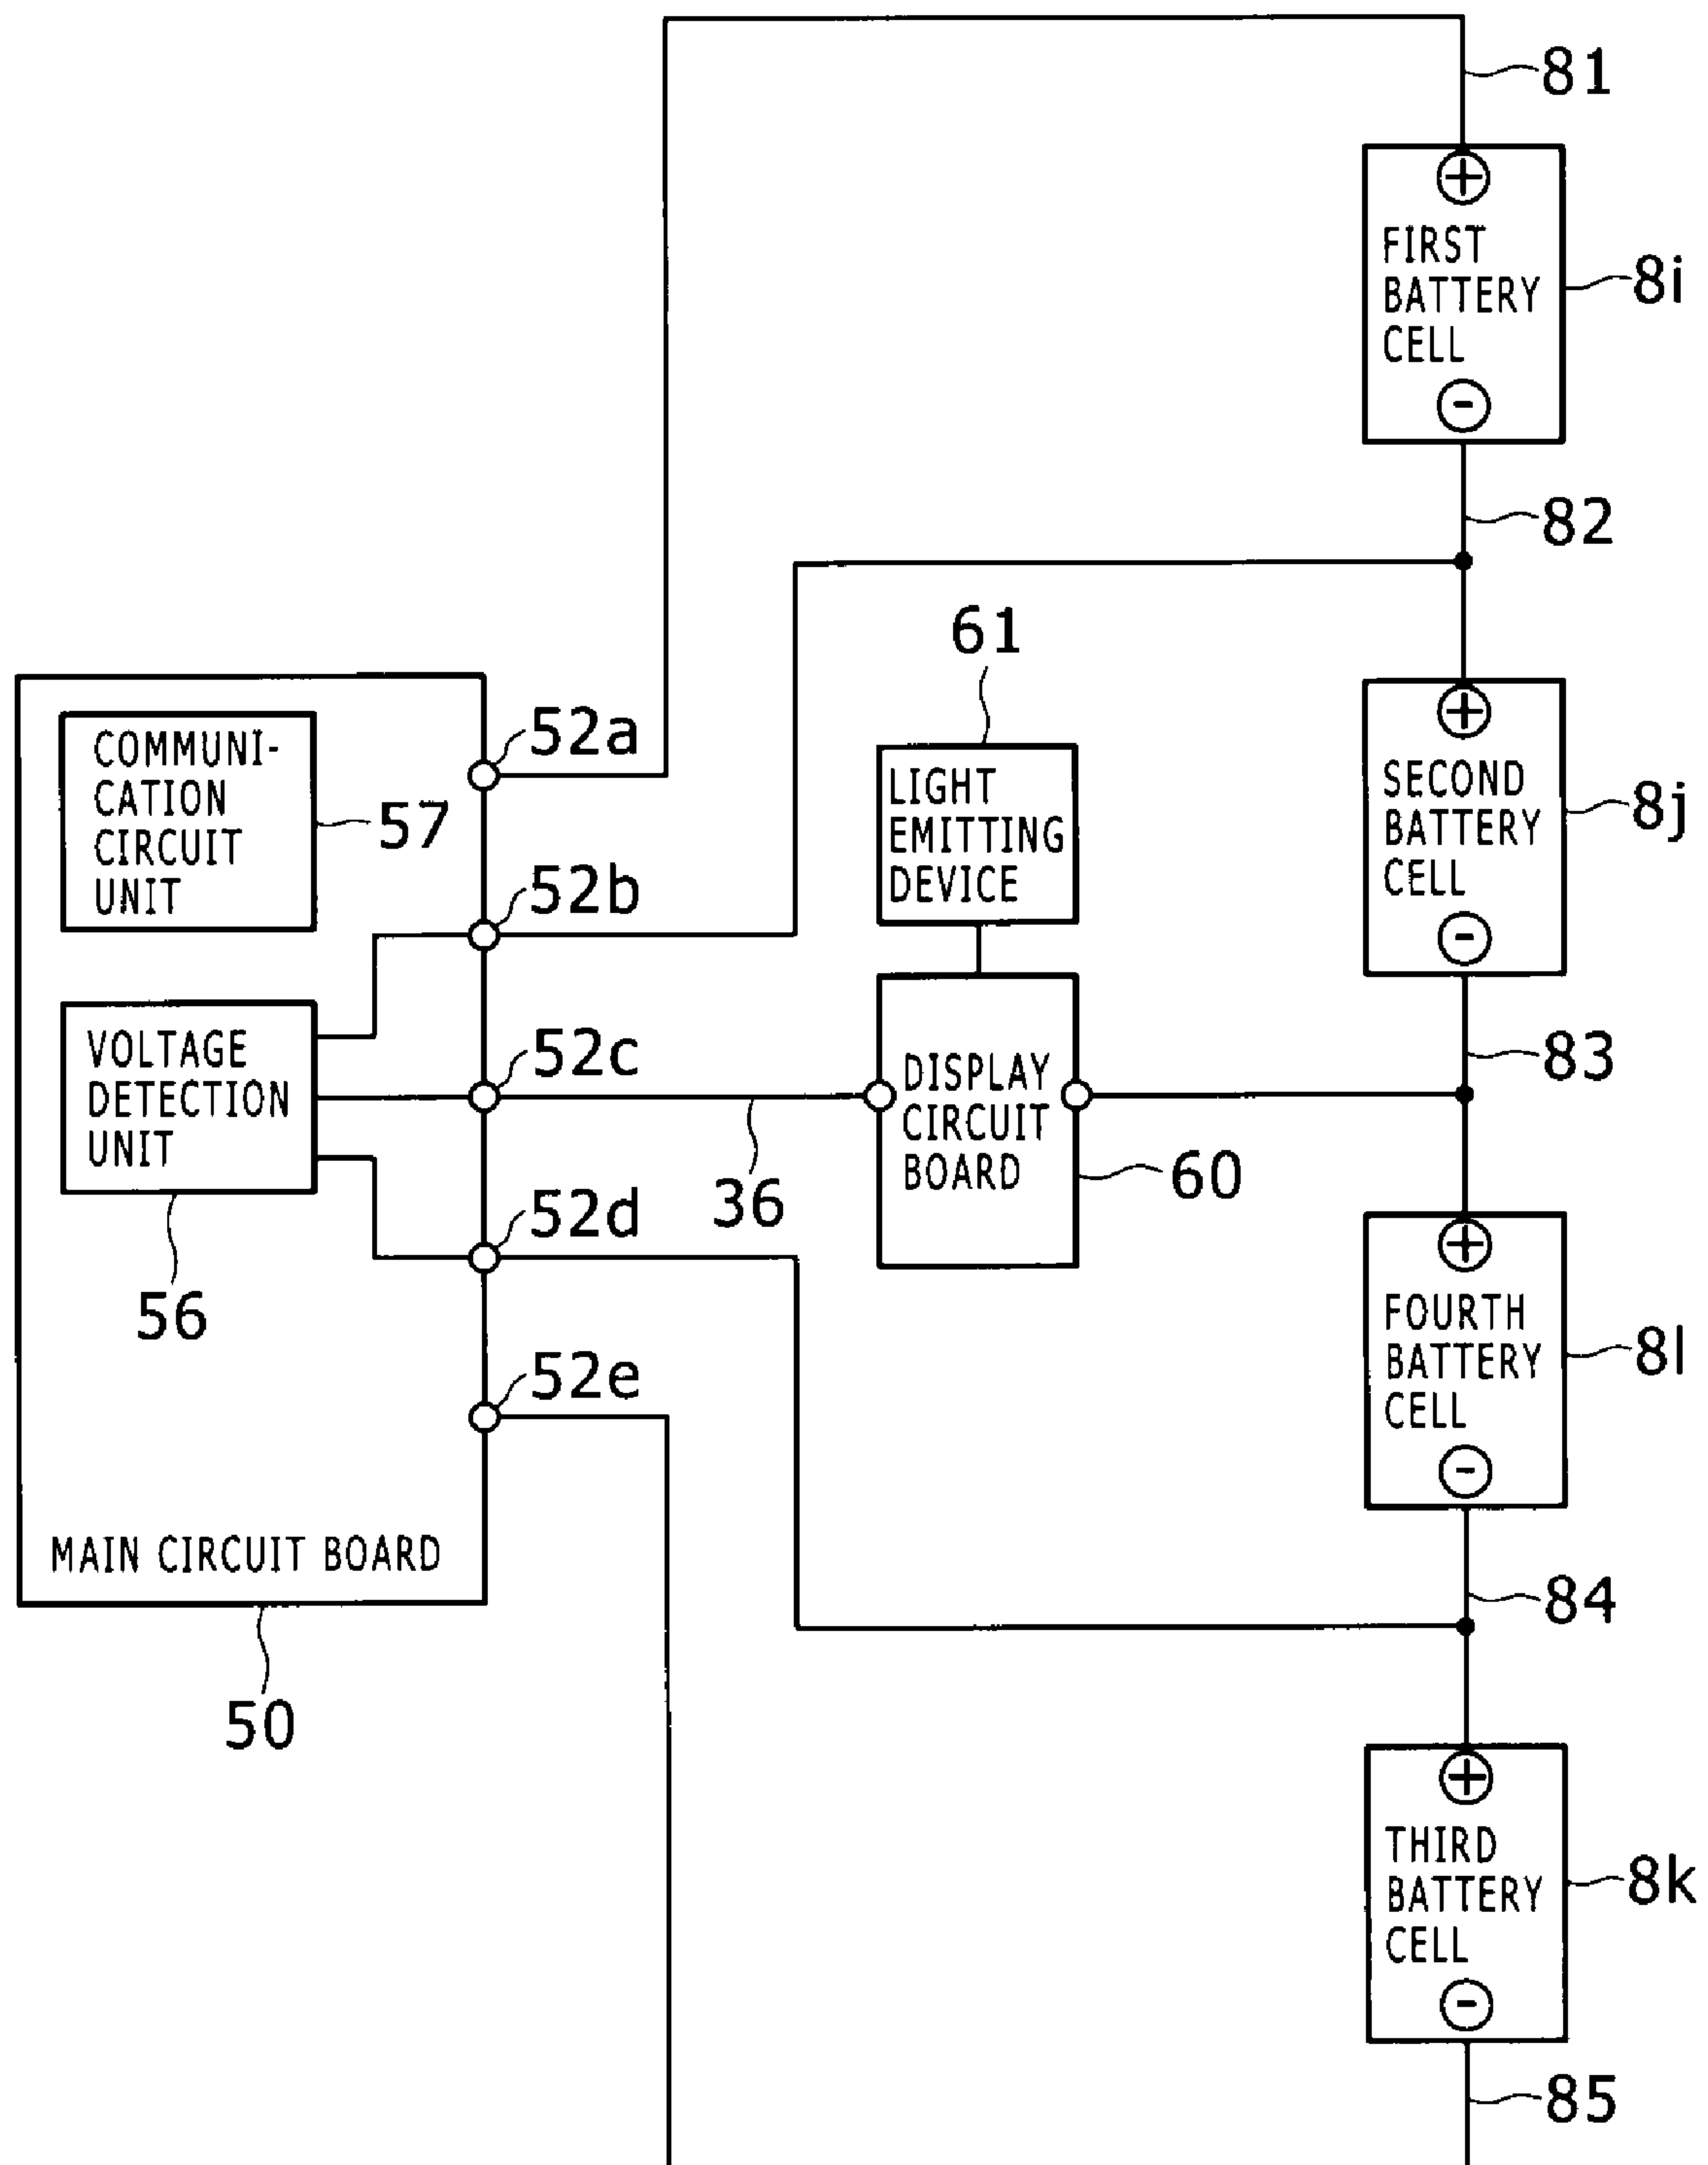 81
FIRST
BATTERY
CELL
8i
82
61
COMMUNI-
CATION
CIRCUIT
UNIT
57
52a
52b
LIGHT
EMITTING
DEVICE
SECOND
BATTERY
CELL
8j
VOLTAGE
DETECTION
UNIT
56
52c
36
DISPLAY
CIRCUIT
BOARD
60
83
52d
52e
FOURTH
BATTERY
CELL
8l
MAIN CIRCUIT BOARD
50
84
THIRD
BATTERY
CELL
8k
85